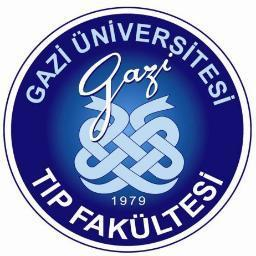 GAZİ ÜNİVERSİTESİ
Gazi
1979
TIP FAKÜLTESİ